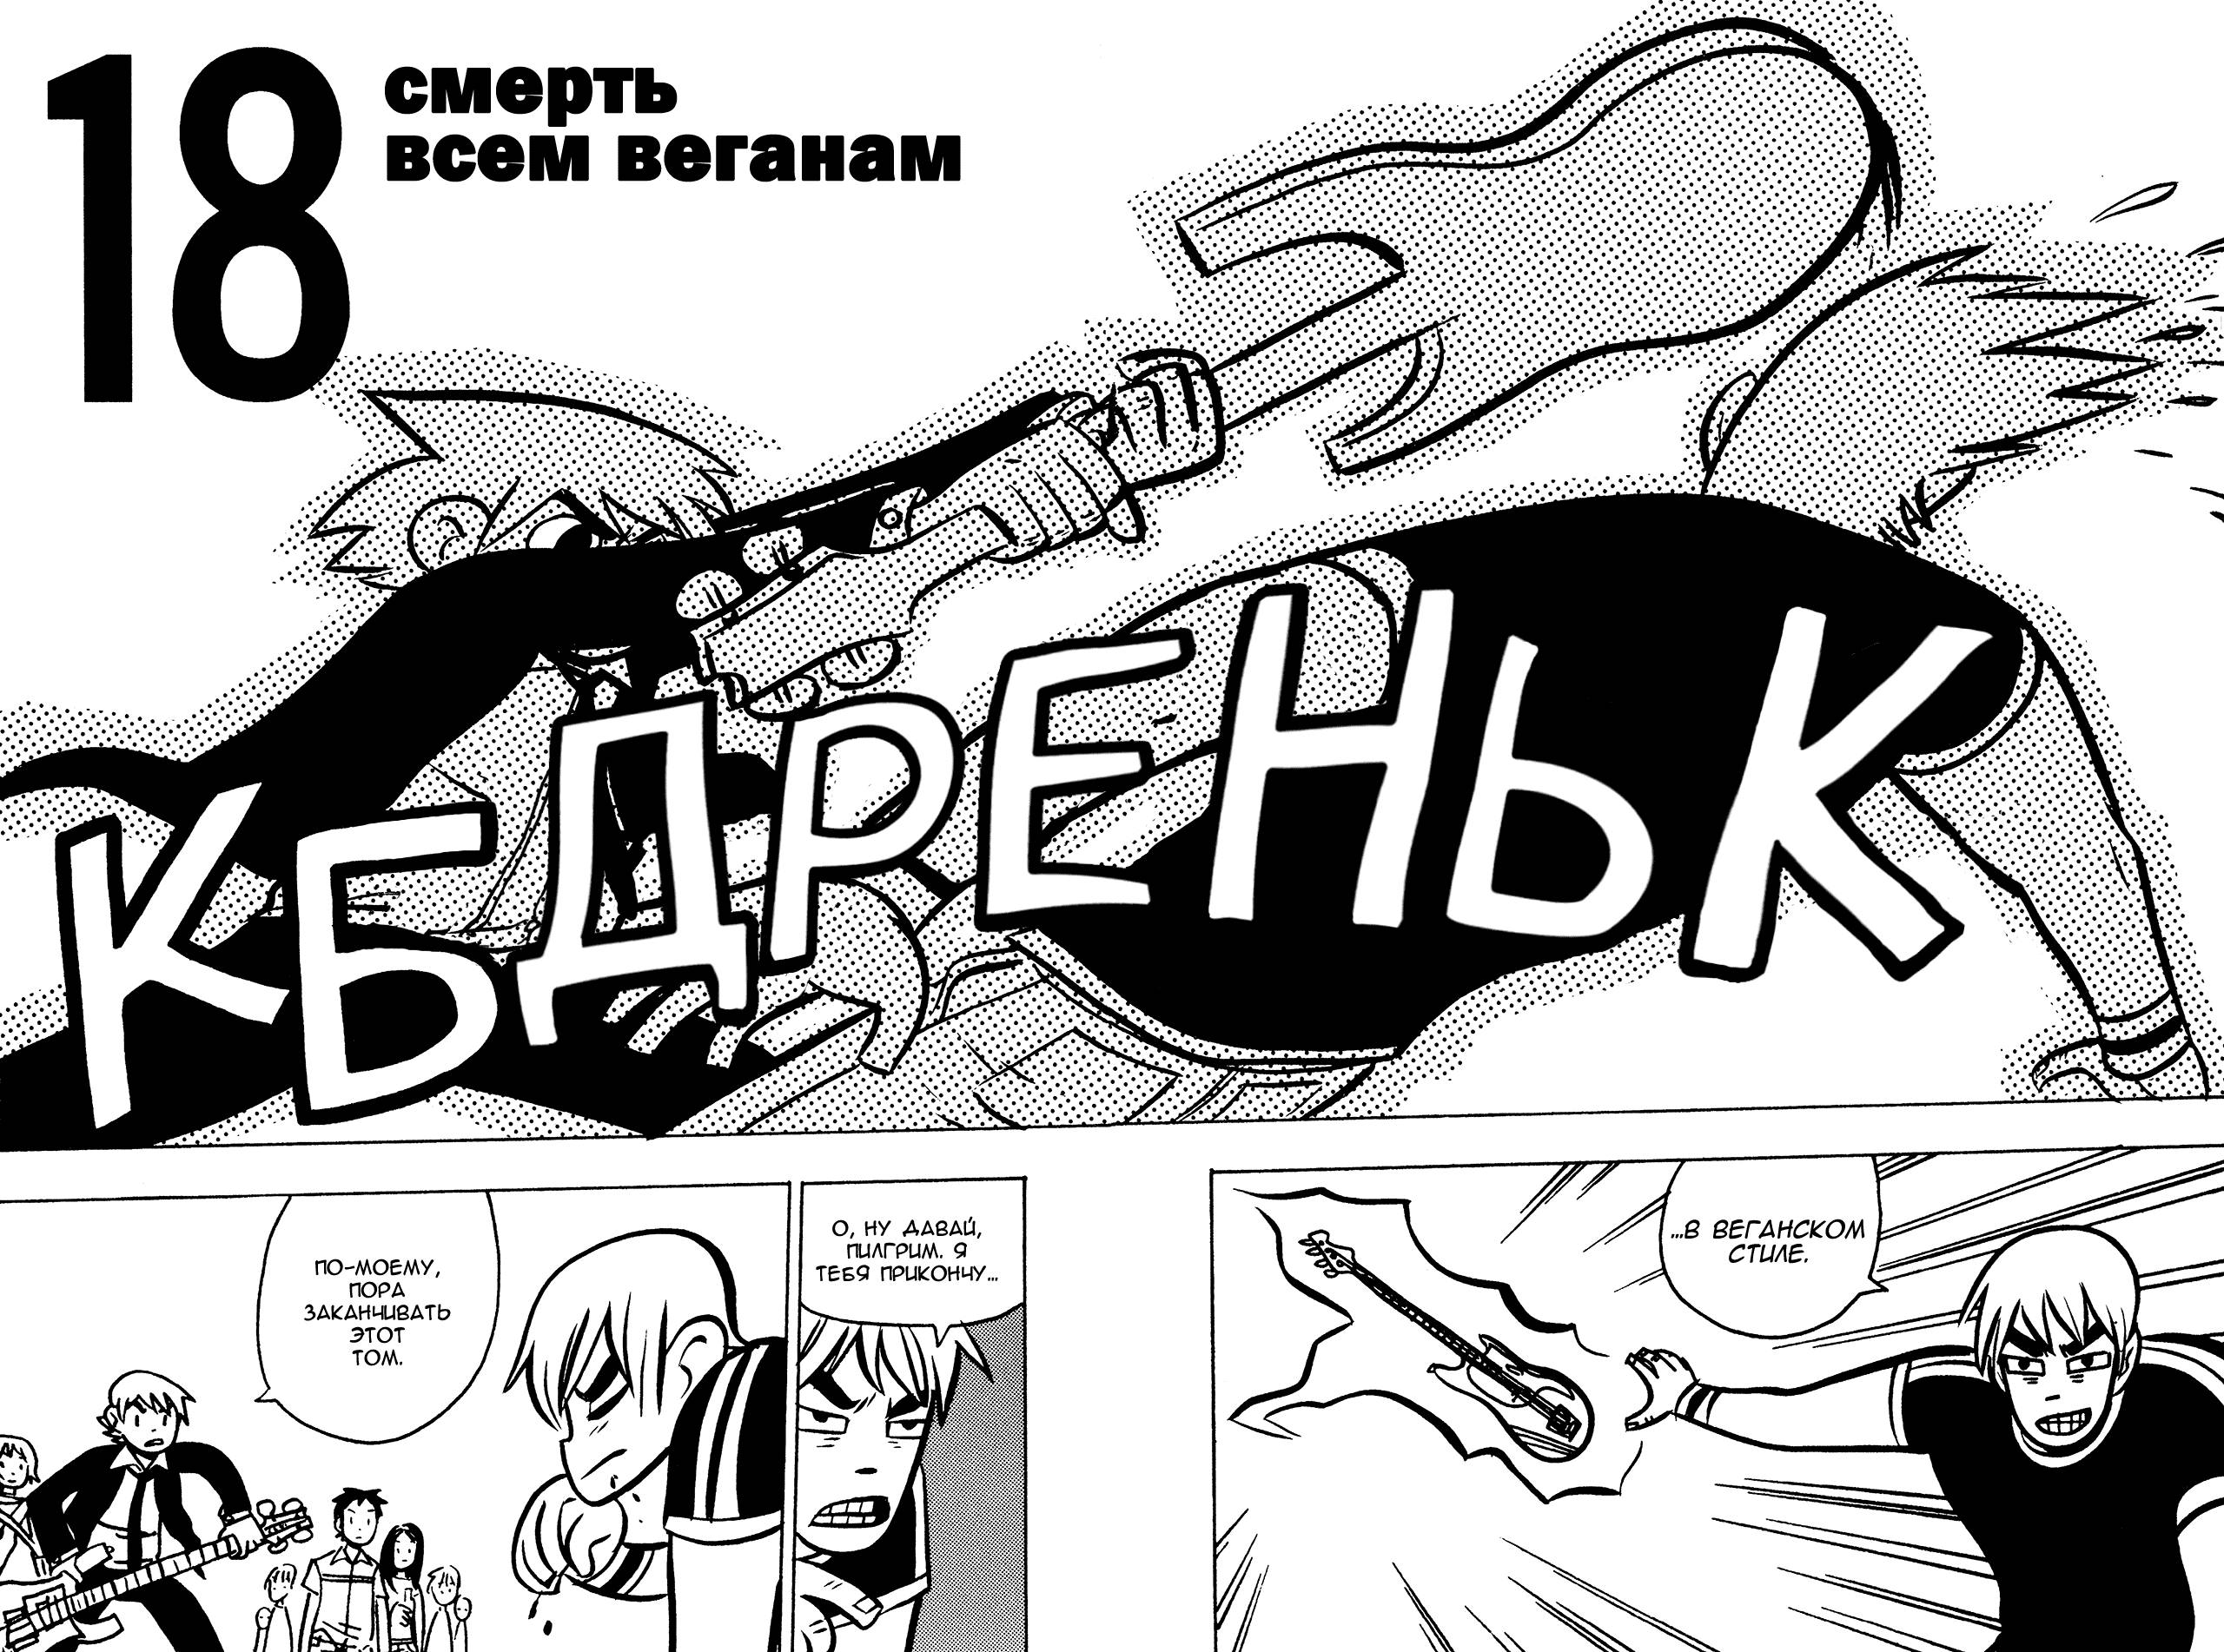 18
смерть
всем веганам
КБДРЕНЬК
ПО-МОЕМУ,
ПОРА
ЗАКАНЧИВАТЬ
ЭТОТ
ТОМ.
О, НУ ДАВАЙ,
ПИЛГРИМ. Я
ТЕБЯ ПРИКОНЧУ...
...В ВЕГАНСКОМ
СТИЛЕ.